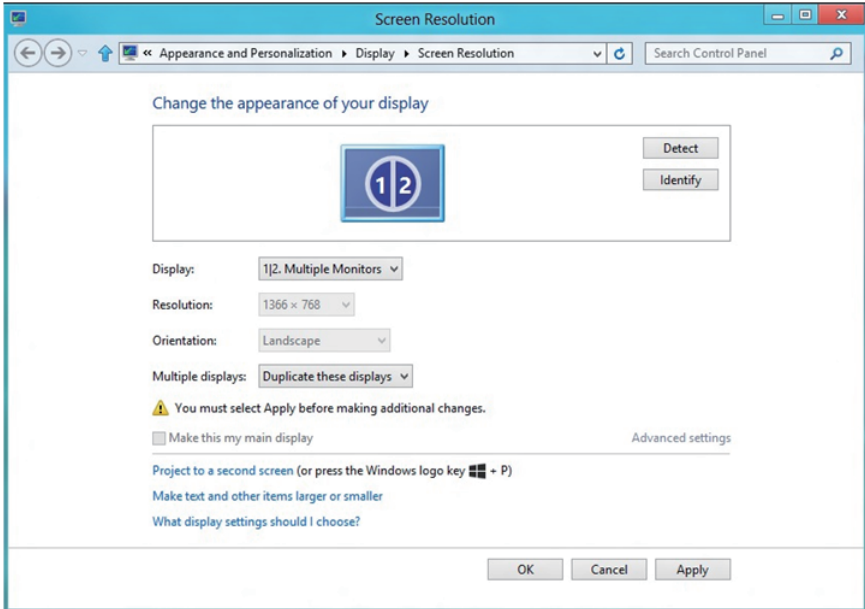 Screen Resolution
« Appearance and Personalization Display Screen Resolution Search Control Panel
Change the appearance of your display
1 2
Detect
Identify
Display: 1|2. Multiple Monitors
Resolution: 1366 × 768
Orientation: Landscape
Multiple displays: Duplicate these displays
You must select Apply before making additional changes.
Make this my main display Advanced settings
Project to a second screen (or press the Windows logo key + P)
Make text and other items larger or smaller
What display settings should I choose?
OK Cancel Apply